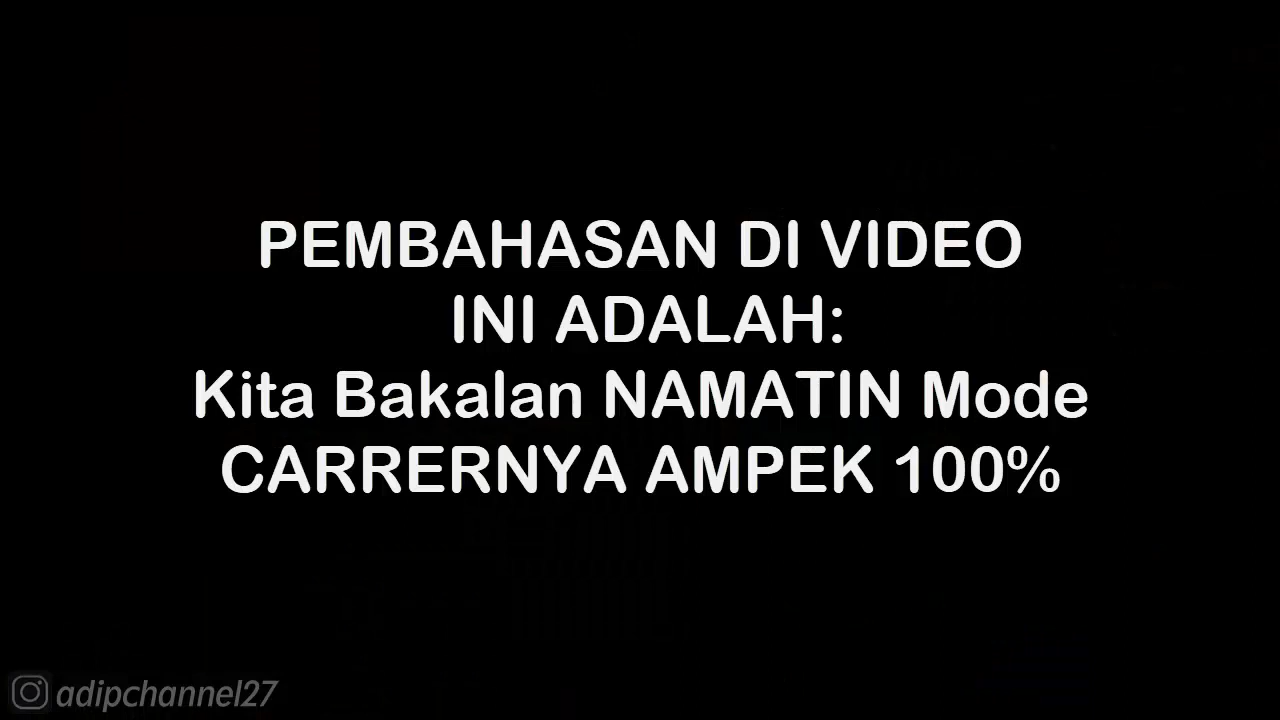 PEMBAHASAN DI VIDEO
INI ADALAH:
Kita Bakalan NAMATIN Mode
CARRERNYA AMPEK 100%
adipchannel27